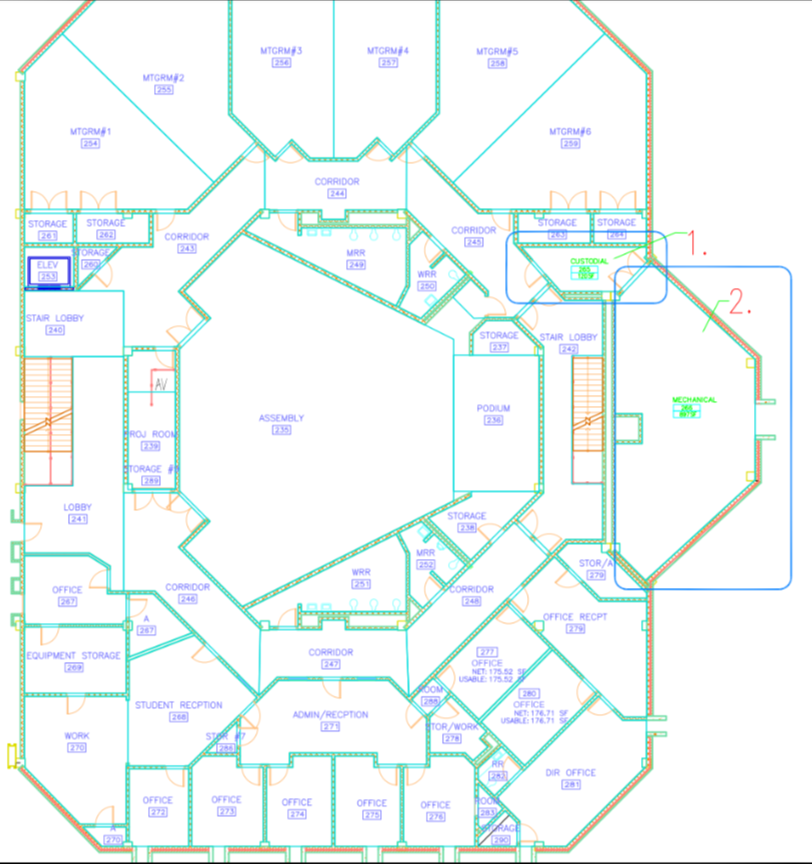 MTGRM#3
256
MTGRM#4
257
MTGRM#5
258
MTGRM#2
255
MTGRM#1
254
MTGRM#6
259
CORRIDOR
244
STORAGE
261
STORAGE
262
CORRIDOR
243
CORRIDOR
245
STORAGE
263
STORAGE
264
1.
MRR
249
WRR
250
CUSTODIAL
265
STORAGE
260
ELEV
253
2.
STAIR LOBBY
240
STORAGE
237
STAIR LOBBY
242
AV
MECHANICAL
266
ASSEMBLY
235
PODIUM
236
PROJ ROOM
239
STORAGE #9
289
LOBBY
241
STORAGE
238
MRR
252
WRR
251
STOR/A
279
OFFICE
267
CORRIDOR
246
CORRIDOR
248
A
267
OFFICE RECPT
279
EQUIPMENT STORAGE
269
CORRIDOR
247
277
OFFICE
NET: 175.52 SF
USABLE: 175.52 SF
280
OFFICE
NET: 176.71 SF
USABLE: 176.71 SF
ROOM
288
STUDENT RECPTION
268
ADMIN/RECPTION
271
STOR/WORK
278
WORK
270
STOR #7
286
RR
282
DIR OFFICE
281
OFFICE
272
OFFICE
273
OFFICE
274
OFFICE
275
OFFICE
276
ROOM
283
A
270
STORAGE
290